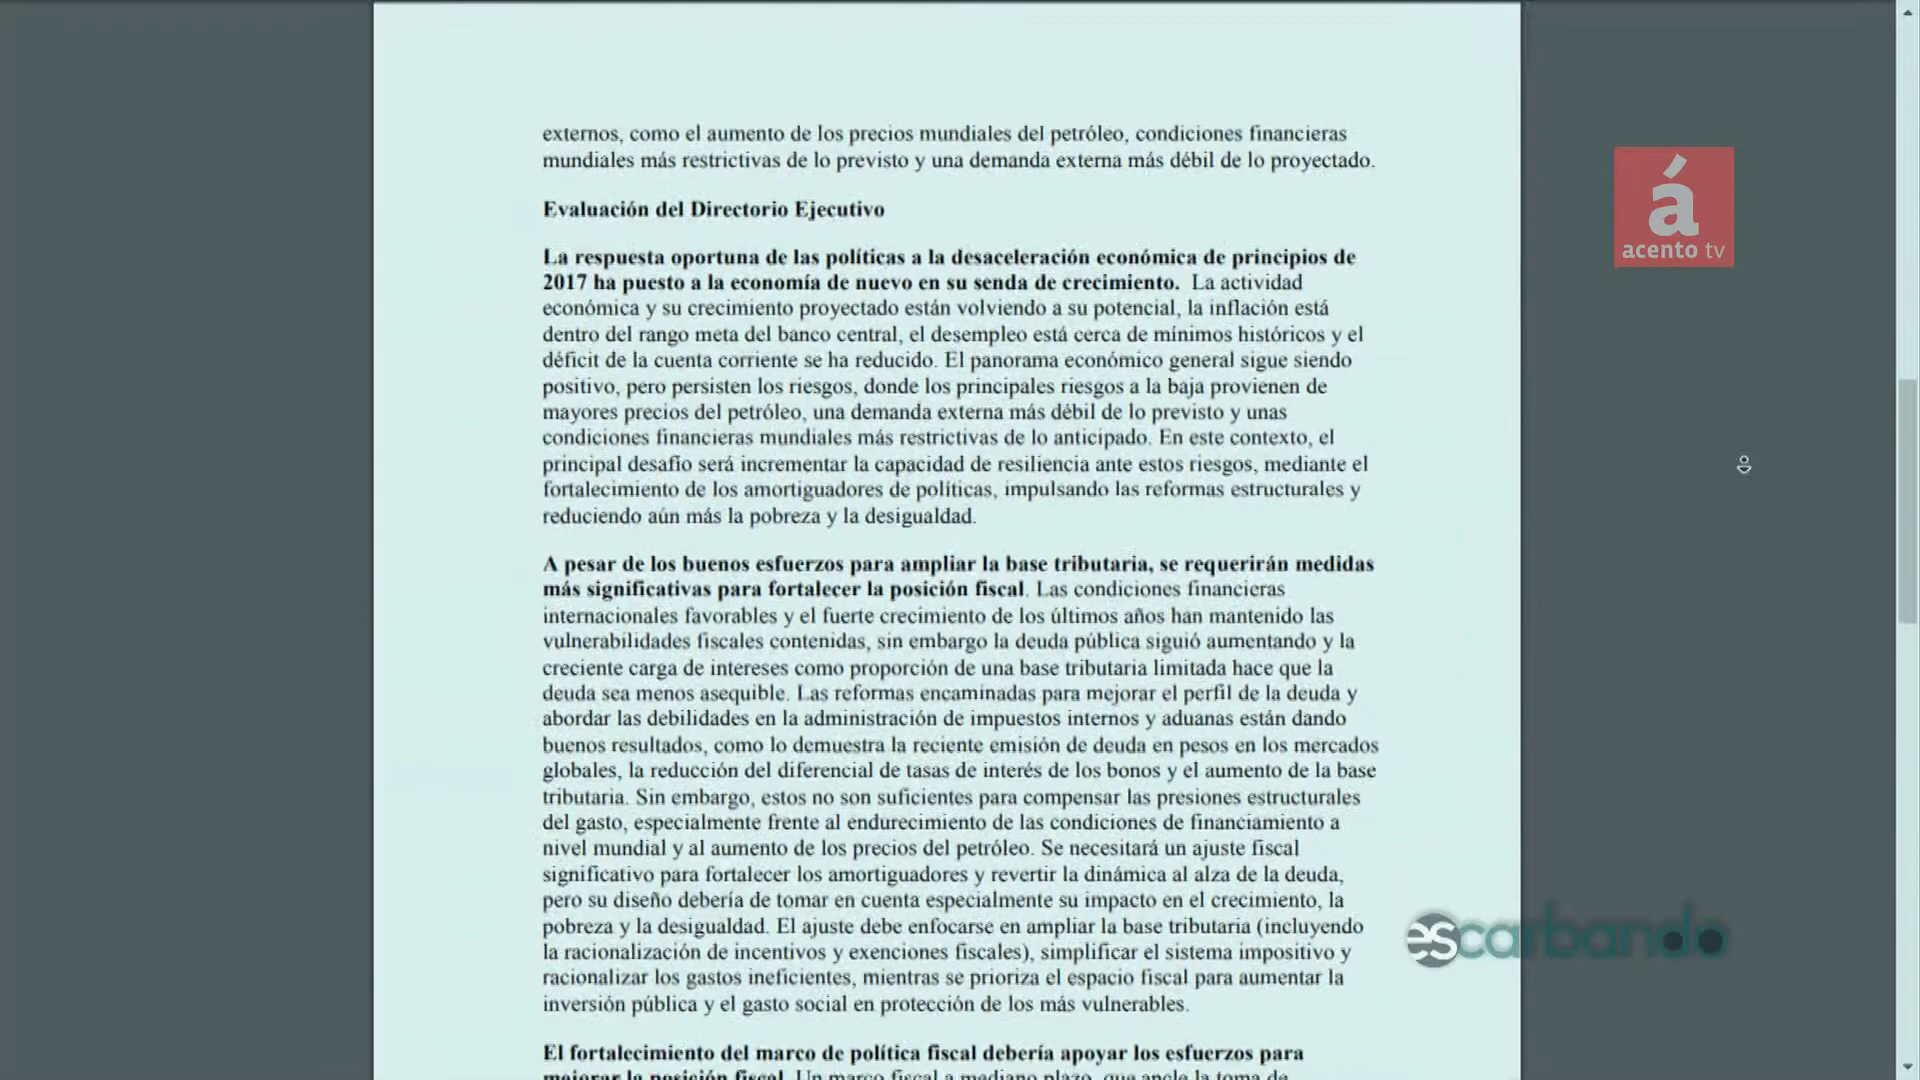 externos, como el aumento de los precios mundiales del petróleo, condiciones financieras
mundiales más restrictivas de lo previsto y una demanda externa más débil de lo proyectado.
Evaluación del Directorio Ejecutivo
La respuesta oportuna de las políticas a la desaceleración económica de principios de
2017 ha puesto a la economía de nuevo en su senda de crecimiento. La actividad
económica y su crecimiento proyectado están volviendo a su potencial, la inflación está
dentro del rango meta del banco central, el desempleo está cerca de mínimos históricos y el
déficit de la cuenta corriente se ha reducido. El panorama económico general sigue siendo
positivo, pero persisten los riesgos, donde los principales riesgos a la baja provienen de
mayores precios del petróleo, una demanda externa más débil de lo previsto y unas
condiciones financieras mundiales más restrictivas de lo anticipado. En este contexto, el
principal desafío será incrementar la capacidad de resiliencia ante estos riesgos, mediante el
fortalecimiento de los amortiguadores de políticas, impulsando las reformas estructurales y
reduciendo aún más la pobreza y la desigualdad.
A pesar de los buenos esfuerzos para ampliar la base tributaria, se requerirán medidas
más significativas para fortalecer la posición fiscal. Las condiciones financieras
internacionales favorables y el fuerte crecimiento de los últimos años han mantenido las
vulnerabilidades fiscales contenidas, sin embargo la deuda pública siguió aumentando y la
creciente carga de intereses como proporción de una base tributaria limitada hace que la
deuda sea menos asequible. Las reformas encaminadas para mejorar el perfil de la deuda y
abordar las debilidades en la administración de impuestos internos y aduanas están dando
buenos resultados, como lo demuestra la reciente emisión de deuda en pesos en los mercados
globales, la reducción del diferencial de tasas de interés de los bonos y el aumento de la base
tributaria. Sin embargo, estos no son suficientes para compensar las presiones estructurales
del gasto, especialmente frente al endurecimiento de las condiciones de financiamiento a
nivel mundial y al aumento de los precios del petróleo. Se necesitará un ajuste fiscal
significativo para fortalecer los amortiguadores y revertir la dinámica al alza de la deuda,
pero su diseño debería de tomar en cuenta especialmente su impacto en el crecimiento, la
pobreza y la desigualdad. El ajuste debe enfocarse en ampliar la base tributaria (incluyendo
la racionalización de incentivos y exenciones fiscales), simplificar el sistema impositivo y
racionalizar los gastos ineficientes, mientras se prioriza el espacio fiscal para aumentar la
inversión pública y el gasto social en protección de los más vulnerables.
El fortalecimiento del marco de política fiscal debería apoyar los esfuerzos para
mejorar la posición fiscal. Un marco fiscal a mediano plazo, que ancle la toma de
á
acento tv
escarbando